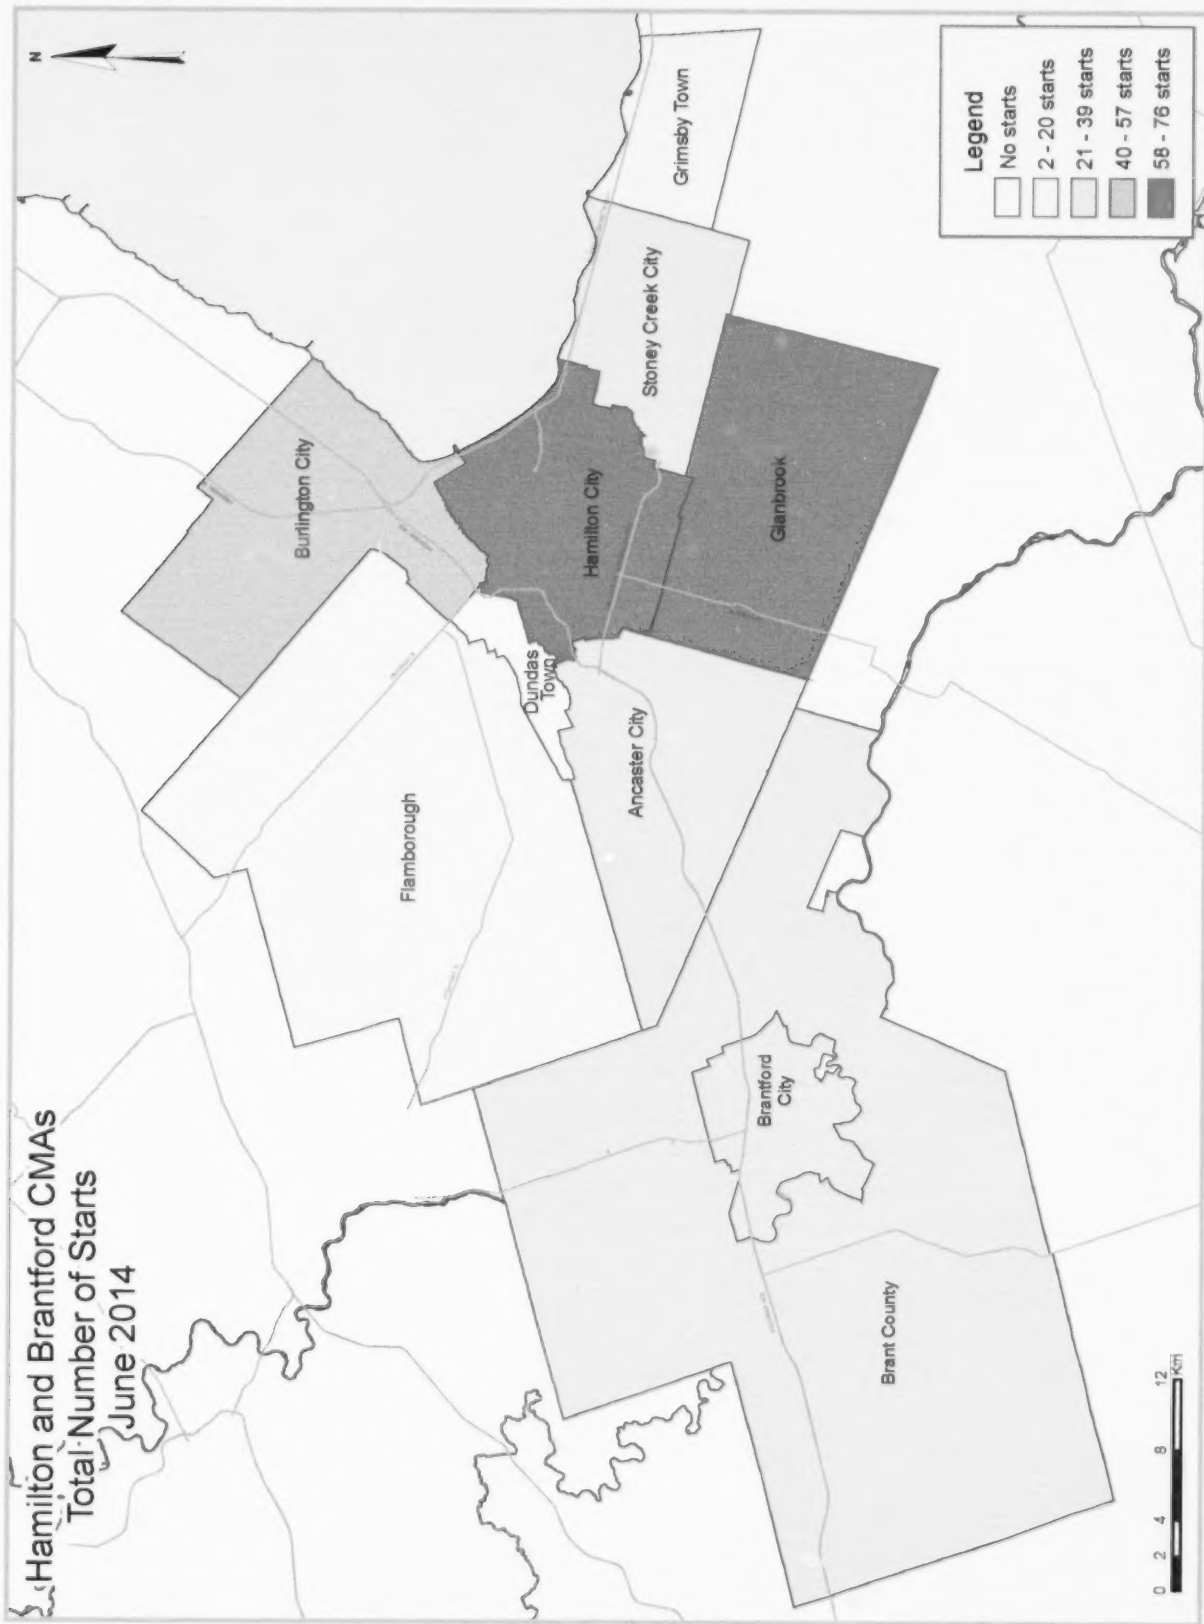 Hamilton and Brantford CMAs
Total Number of Starts
June 2014
N
Burlington City
Flamborough
Dundas
Town
Hamilton City
Stoney Creek City
Grimsby Town
Glanbrook
Ancaster City
Brantford
City
Brant County
Legend
No starts
2 - 20 starts
21 - 39 starts
40 - 57 starts
58 - 76 starts
0 2 4 8 12
Km